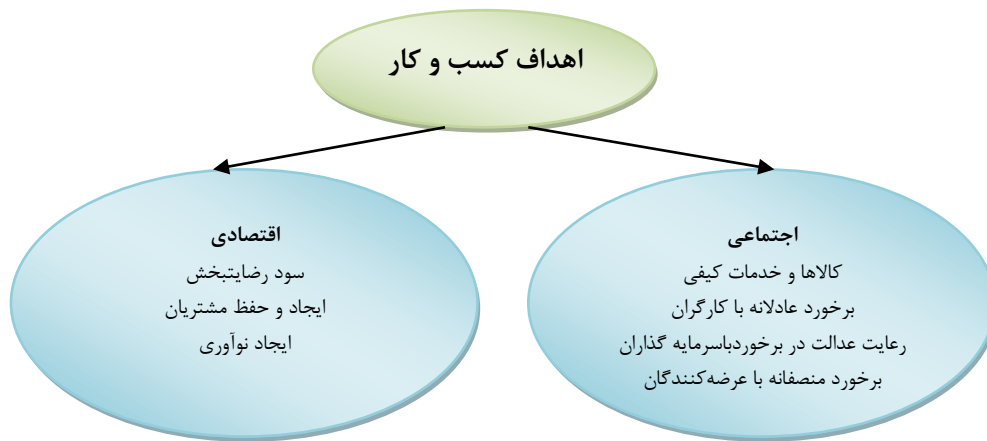 اهداف کسب و کار
اجتماعی
کالاها و خدمات کیفی
برخورد عادلانه با کارگران
رعایت عدالت در برخوردباسرمایه گذاران
برخورد منصفانه با عرضه‌کنندگان
اقتصادی
سود رضایتبخش
ایجاد و حفظ مشتریان
ایجاد نوآوری